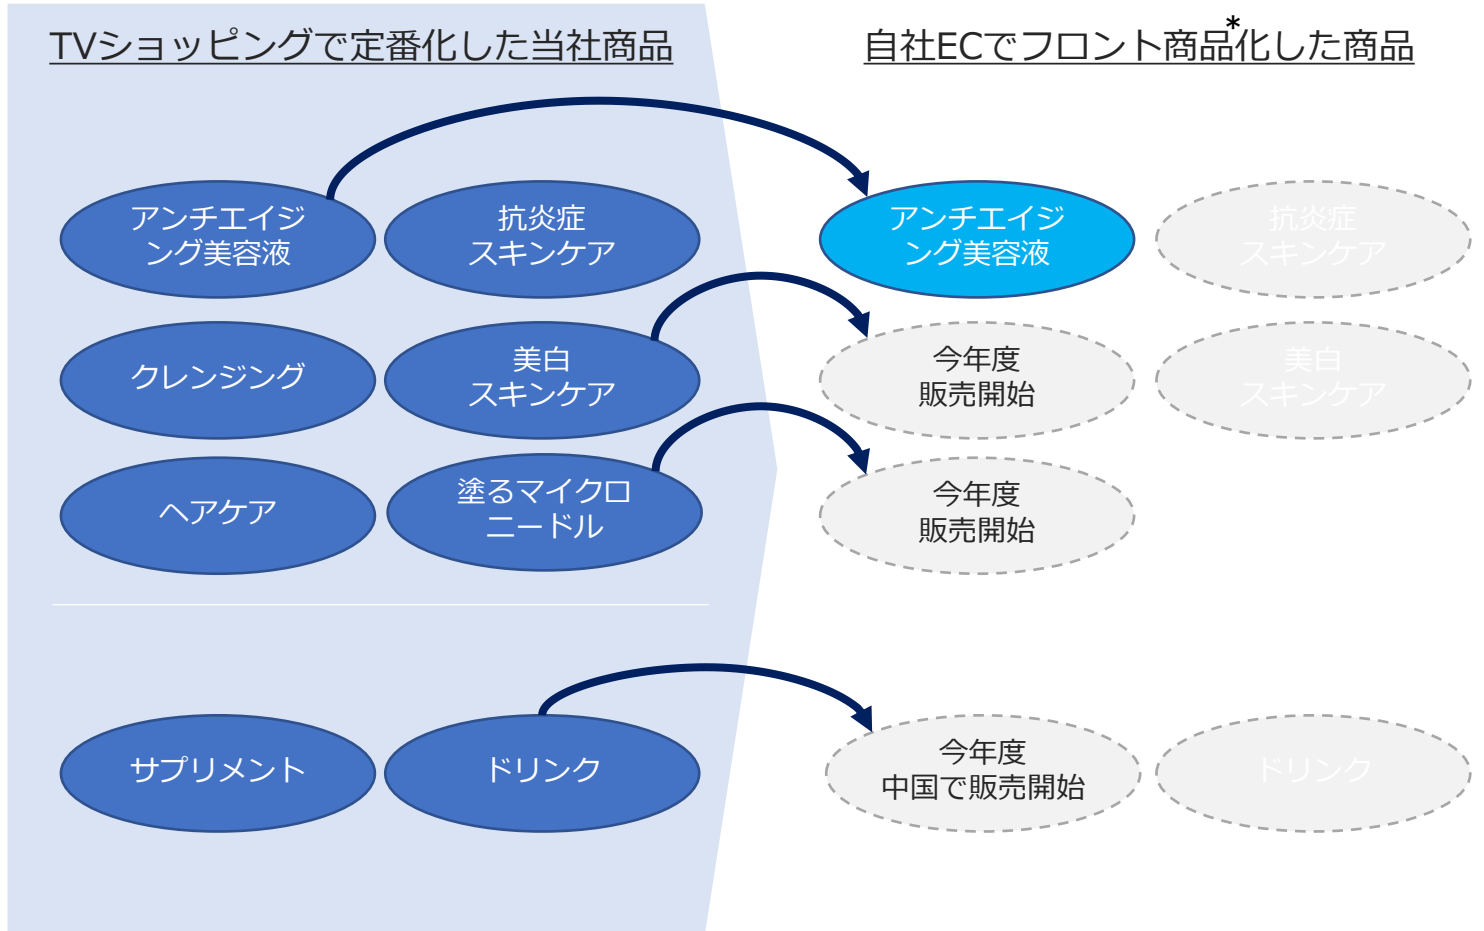 TVショッピングで定番化した当社商品
自社ECでフロント商品*化した商品
アンチエイジ
ング美容液
抗炎症
スキンケア
アンチエイジ
ング美容液
抗炎症
スキンケア
クレンジング
美白
スキンケア
今年度
販売開始
美白
スキンケア
ヘアケア
塗るマイクロ
ニードル
今年度
販売開始
サプリメント
ドリンク
今年度
中国で販売開始
ドリンク